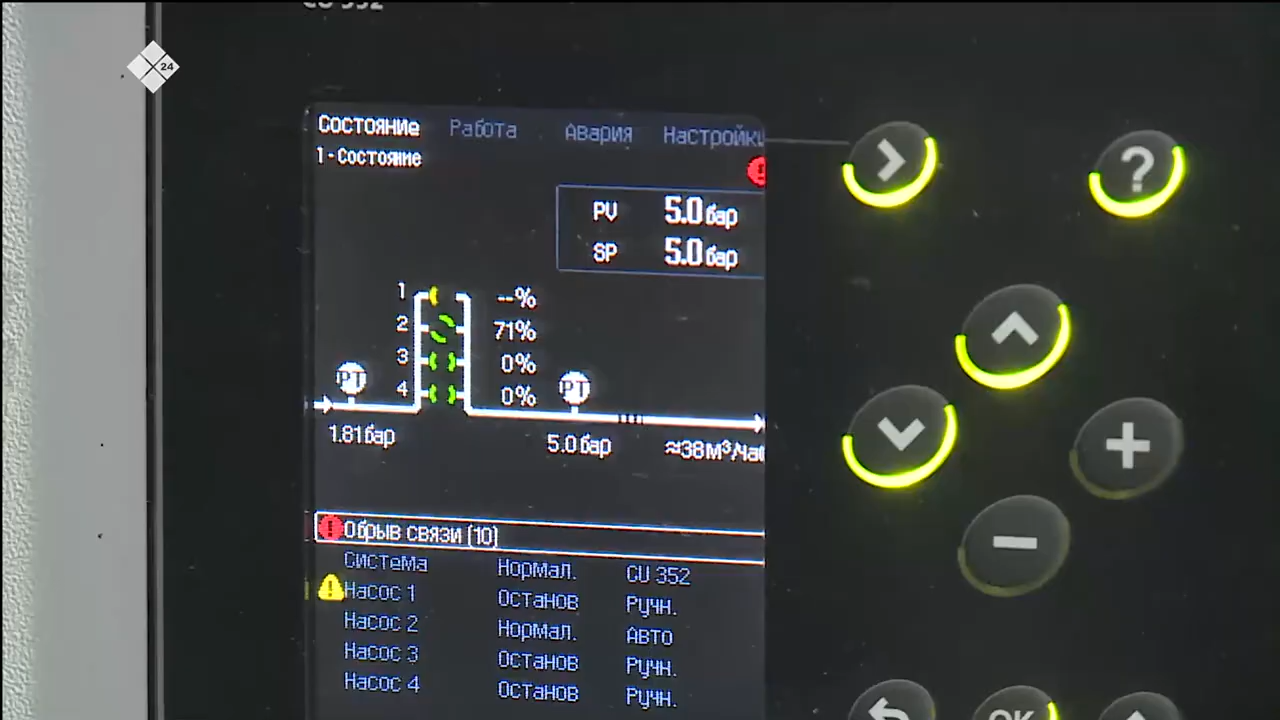 CU 352
24
Состояние Работа Авария Настройки
1-Состояние
PV 5.0 бар
SP 5.0 бар
1 --%
2 71%
3 0%
4 0%
PT PT
1.81 бар 5.0 бар ≈38 м³/час
Обрыв связи (10)
Система Нормал. CU 352
Насос 1 Останов Ручн.
Насос 2 Нормал. Авто
Насос 3 Останов Ручн.
Насос 4 Останов Ручн.
?
OK